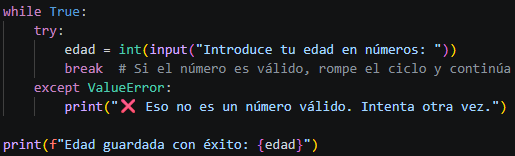 while True:
    try:
        edad = int(input("Introduce tu edad en números: "))
        break  # Si el número es válido, rompe el ciclo y continúa
    except ValueError:
        print("❌ Eso no es un número válido. Intenta otra vez.")

print(f"Edad guardada con éxito: {edad}")